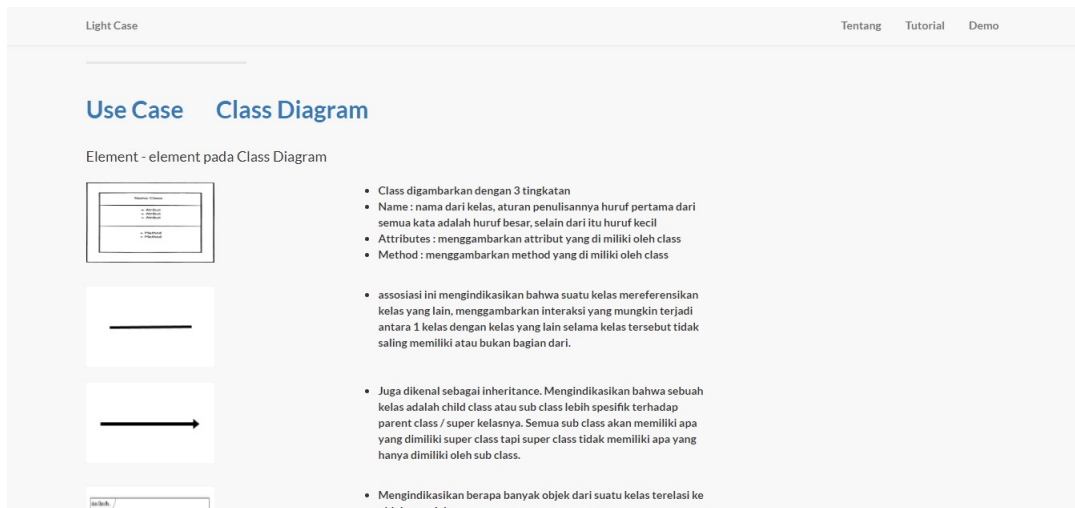 Light Case
Tentang Tutorial Demo
Use Case Class Diagram
Element - element pada Class Diagram
Class digambarkan dengan 3 tingkatan
Name : nama dari kelas, aturan penulisannya huruf pertama dari
semua kata adalah huruf besar, selain dari itu huruf kecil
Attributes : menggambarkan attribut yang di miliki oleh class
Method : menggambarkan method yang di miliki oleh class
assosiasi ini mengindikasikan bahwa suatu kelas mereferensikan
kelas yang lain, menggambarkan interaksi yang mungkin terjadi
antara 1 kelas dengan kelas yang lain selama kelas tersebut tidak
saling memiliki atau bukan bagian dari.
Juga dikenal sebagai inheritance. Mengindikasikan bahwa sebuah
kelas adalah child class atau sub class lebih spesifik terhadap
parent class / super kelasnya. Semua sub class akan memiliki apa
yang dimiliki super class tapi super class tidak memiliki apa yang
hanya dimiliki oleh sub class.
Mengindikasikan berapa banyak objek dari suatu kelas terelasi ke